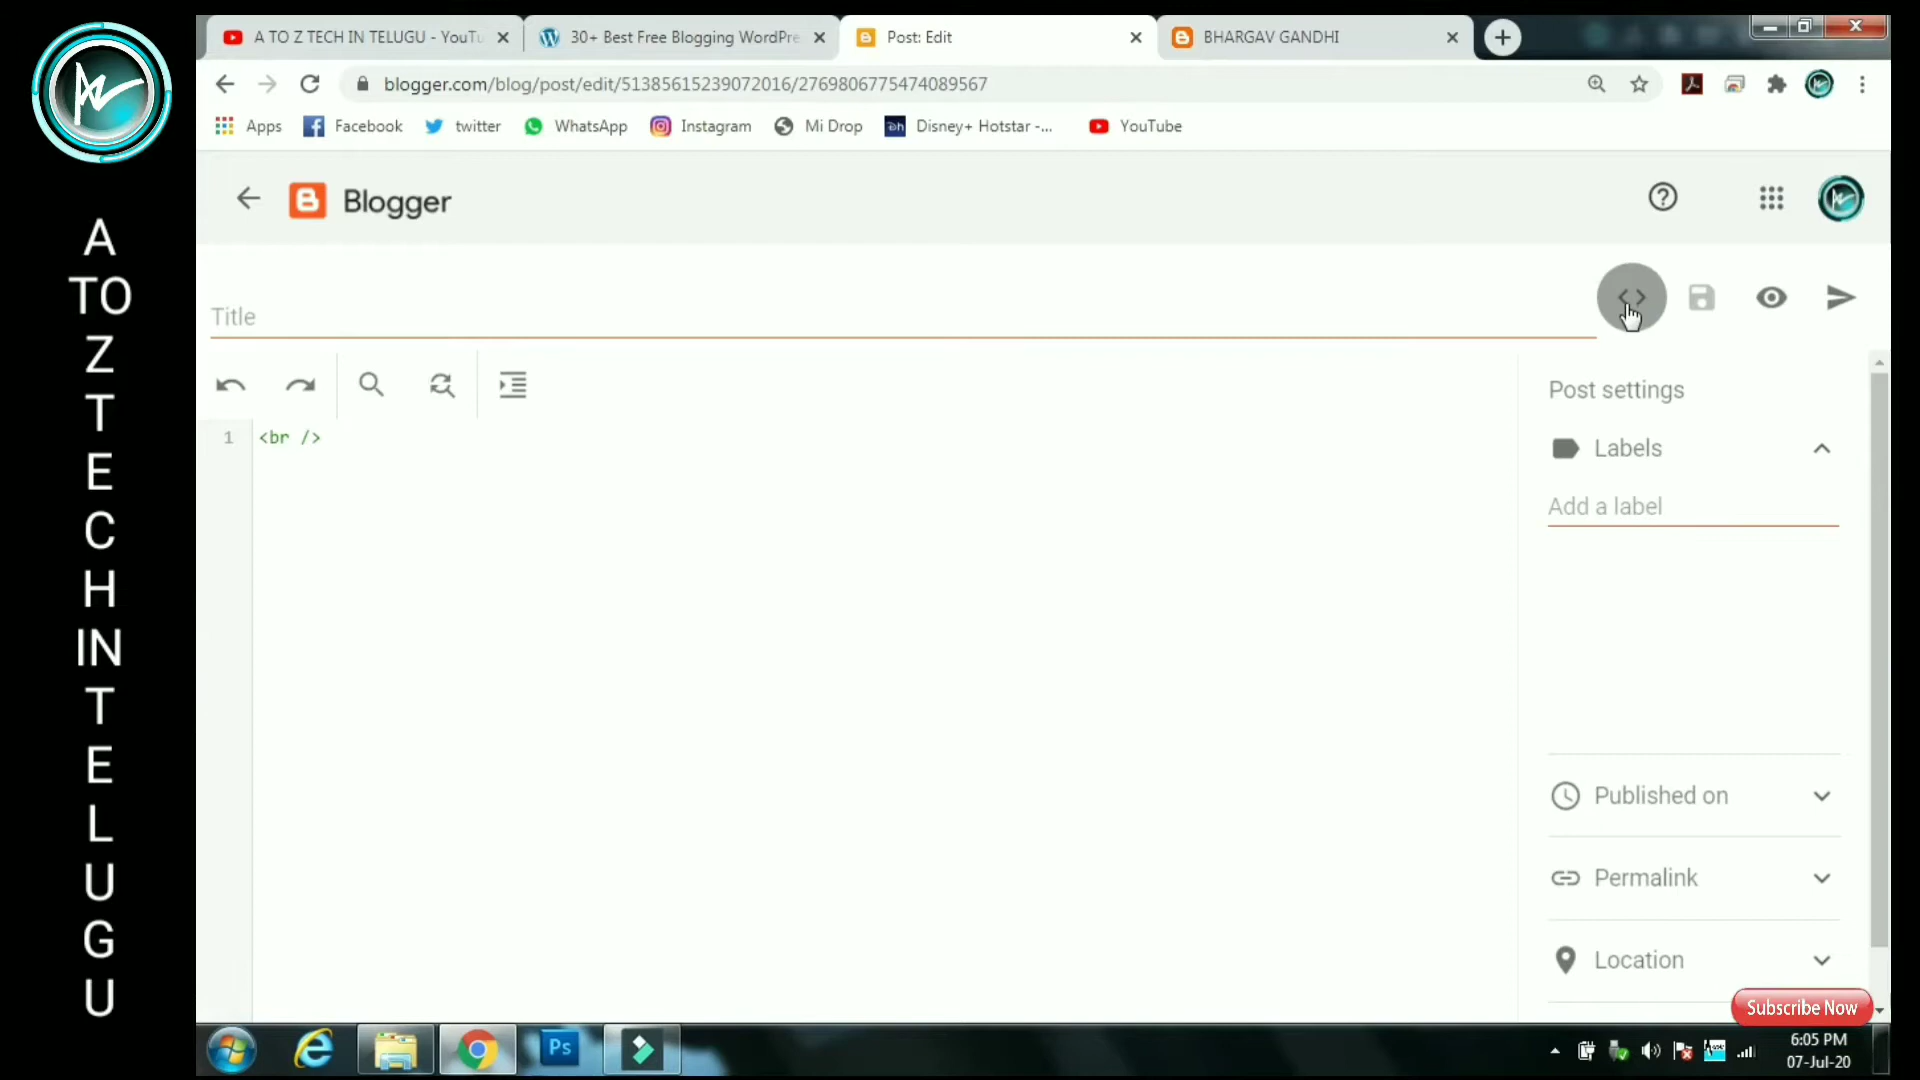 A TO Z TECH IN TELUGU - YouTu
30+ Best Free Blogging WordPre
Post: Edit
BHARGAV GANDHI
blogger.com/blog/post/edit/51385615239072016/2769806775474089567
Apps
Facebook
twitter
WhatsApp
Instagram
Mi Drop
Disney+ Hotstar -...
YouTube
Blogger
Title
Post settings
Labels
Add a label
1 <br />
Published on
Permalink
Location
Subscribe Now
Ps
6:05 PM
07-Jul-20
A
TO
Z
T
E
C
H
IN
T
E
L
U
G
U